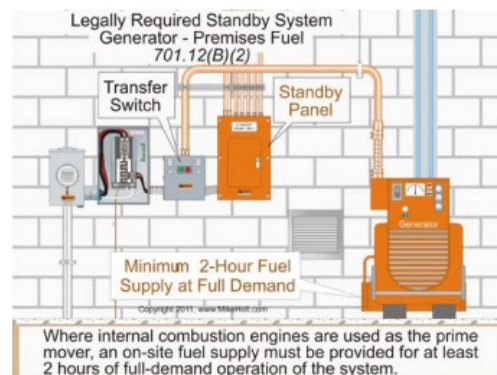 Legally Required Standby System
Generator - Premises Fuel
701.12(B)(2)
Transfer
Switch
Standby
Panel
Generator
Minimum 2-Hour Fuel
Supply at Full Demand
Copyright 2011, www.MikeHolt.com
Where internal combustion engines are used as the prime
mover, an on-site fuel supply must be provided for at least
2 hours of full-demand operation of the system.